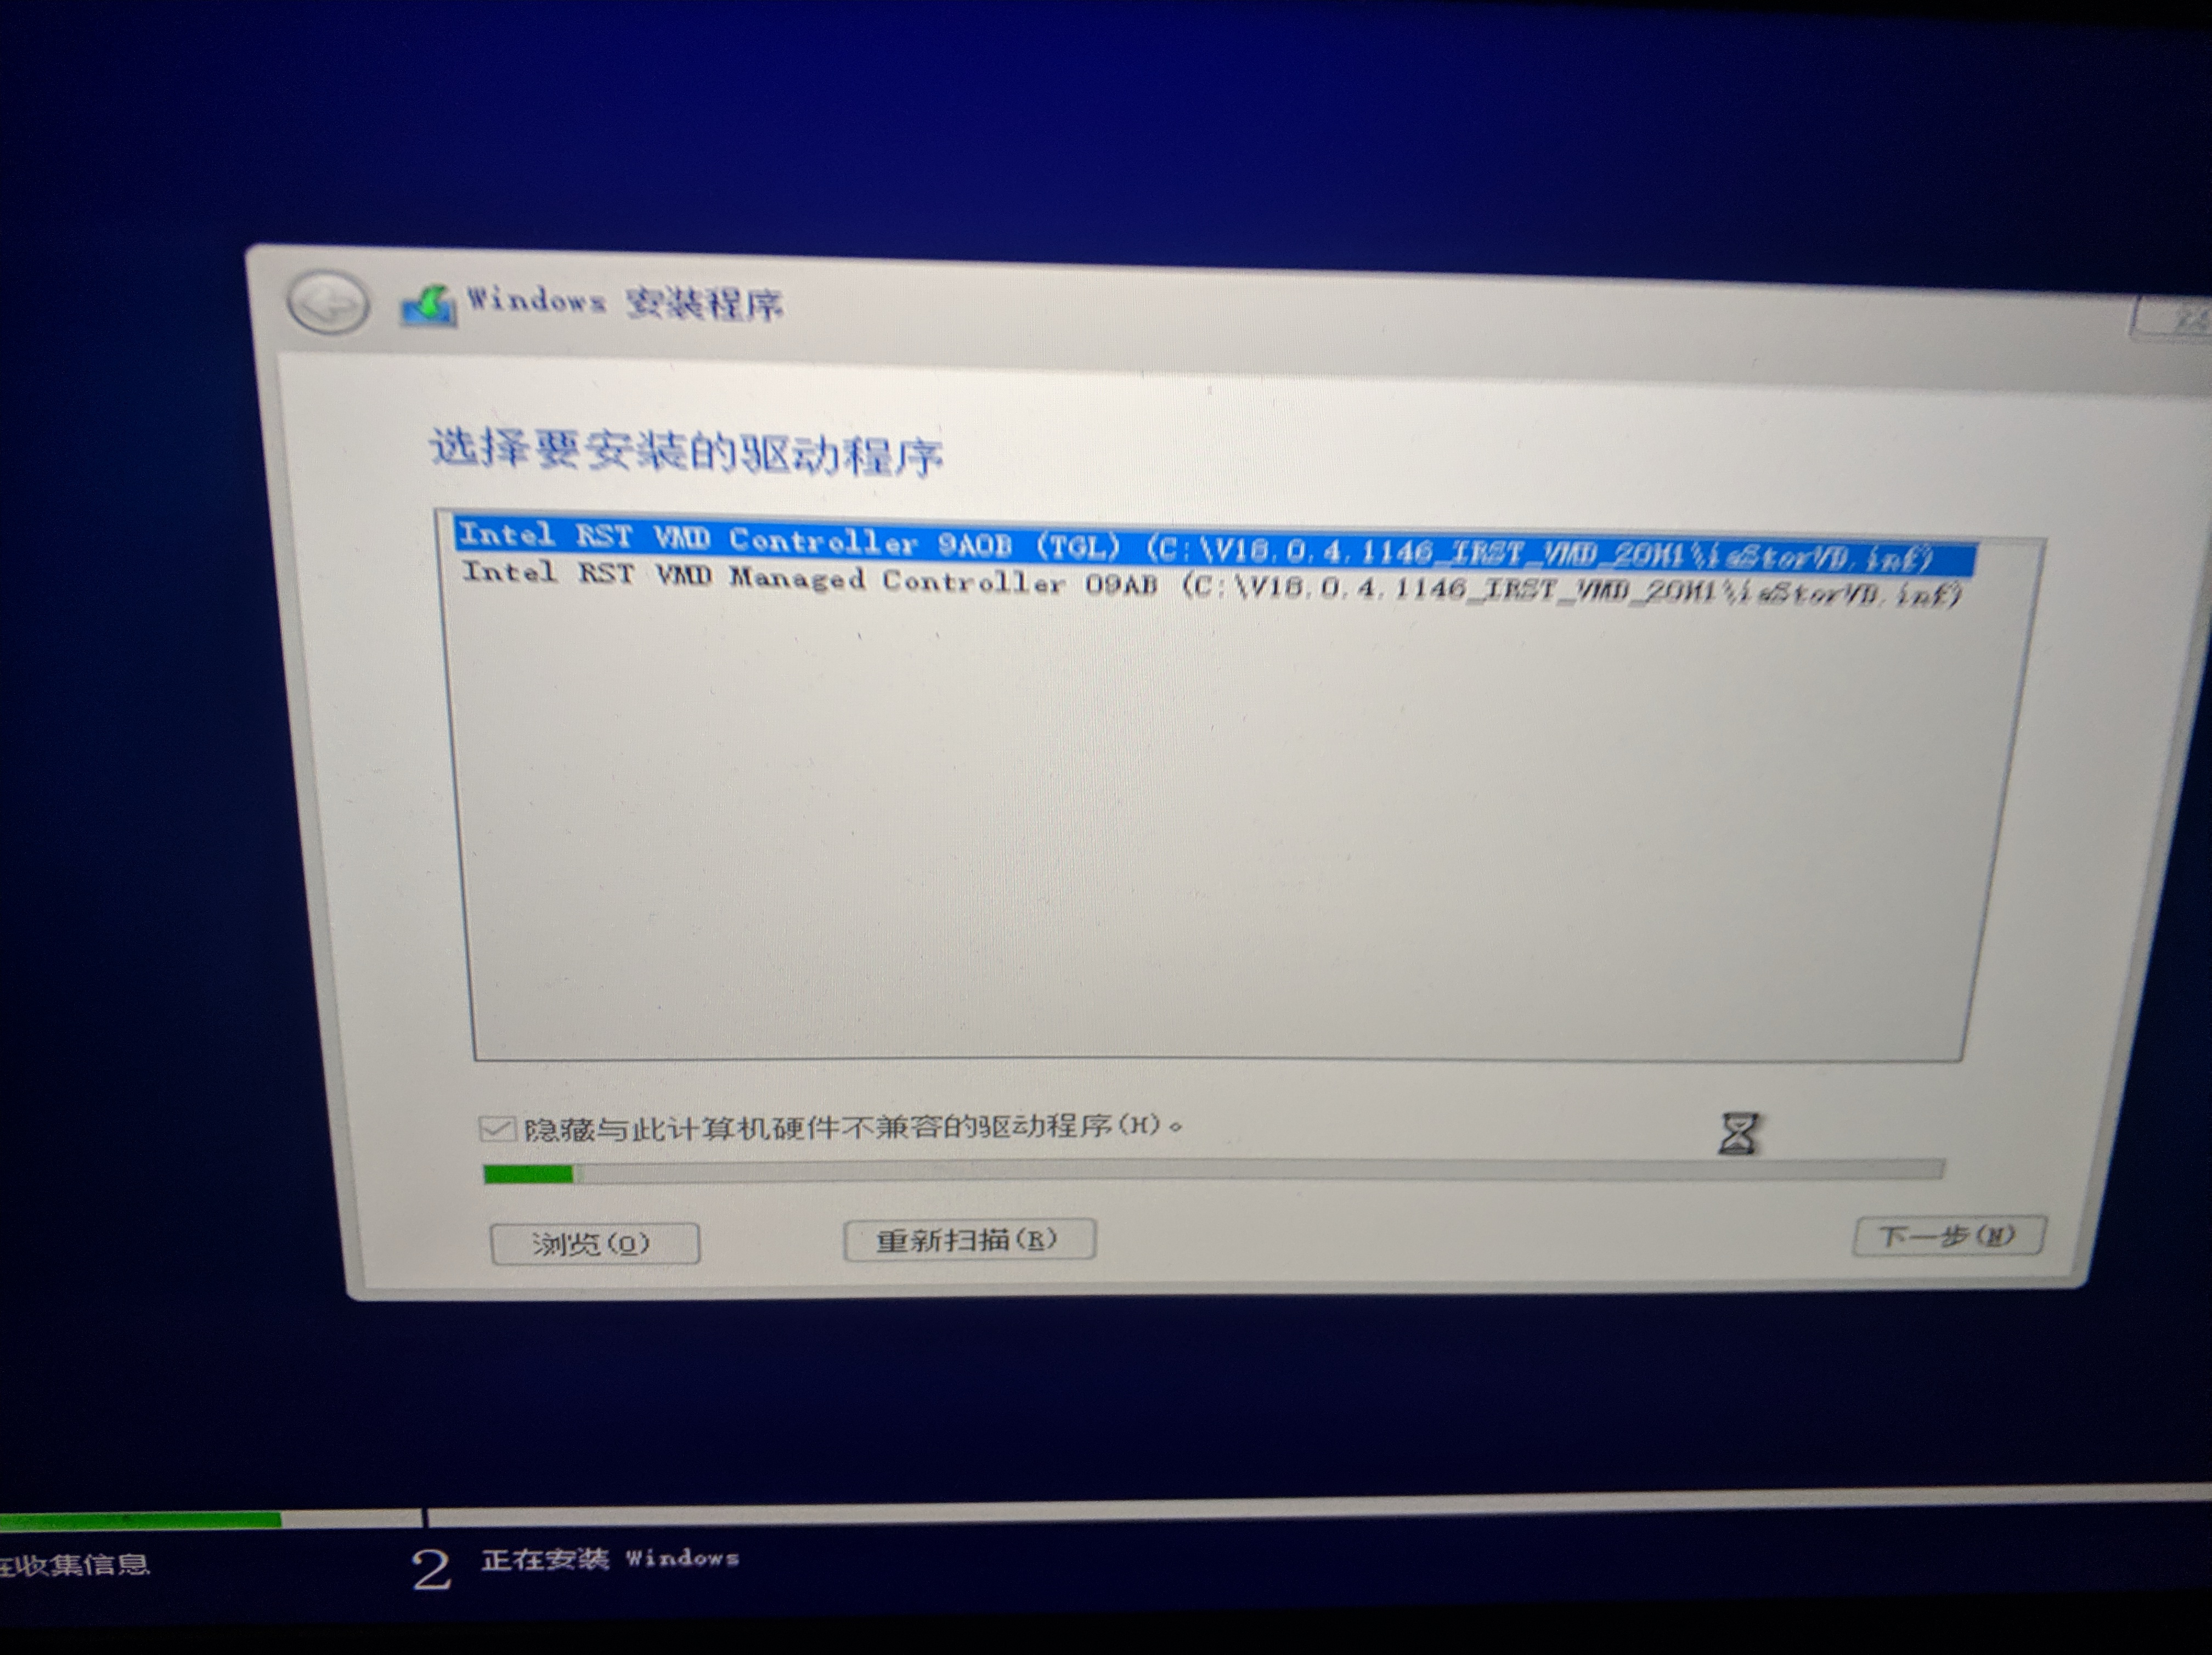 Windows 安装程序
选择要安装的驱动程序
Intel RST VMD Controller 9A0B (TGL) (C:\V18.0.4.1146_IRST_VMD_20H1\iaStorVD.inf)
Intel RST VMD Managed Controller 09AB (C:\V18.0.4.1146_IRST_VMD_20H1\iaStorVD.inf)
隐藏与此计算机硬件不兼容的驱动程序(H)。
浏览(O)
重新扫描(R)
下一步(N)
在收集信息
2 正在安装 Windows